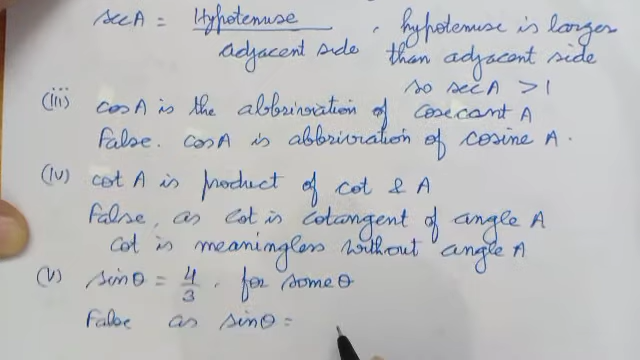 secA = Hypotenuse / adjacent side , hypotenuse is larger
than adjacent side
so secA > 1
(iii) cosA is the abbriviation of cosecant A
False. cosA is abbriviation of cosine A.
(iv) cot A is product of cot & A
False, as cot is cotangent of angle A
cot is meaningless without angle A
(v) sinθ = 4/3 , for some θ
False as sinθ =